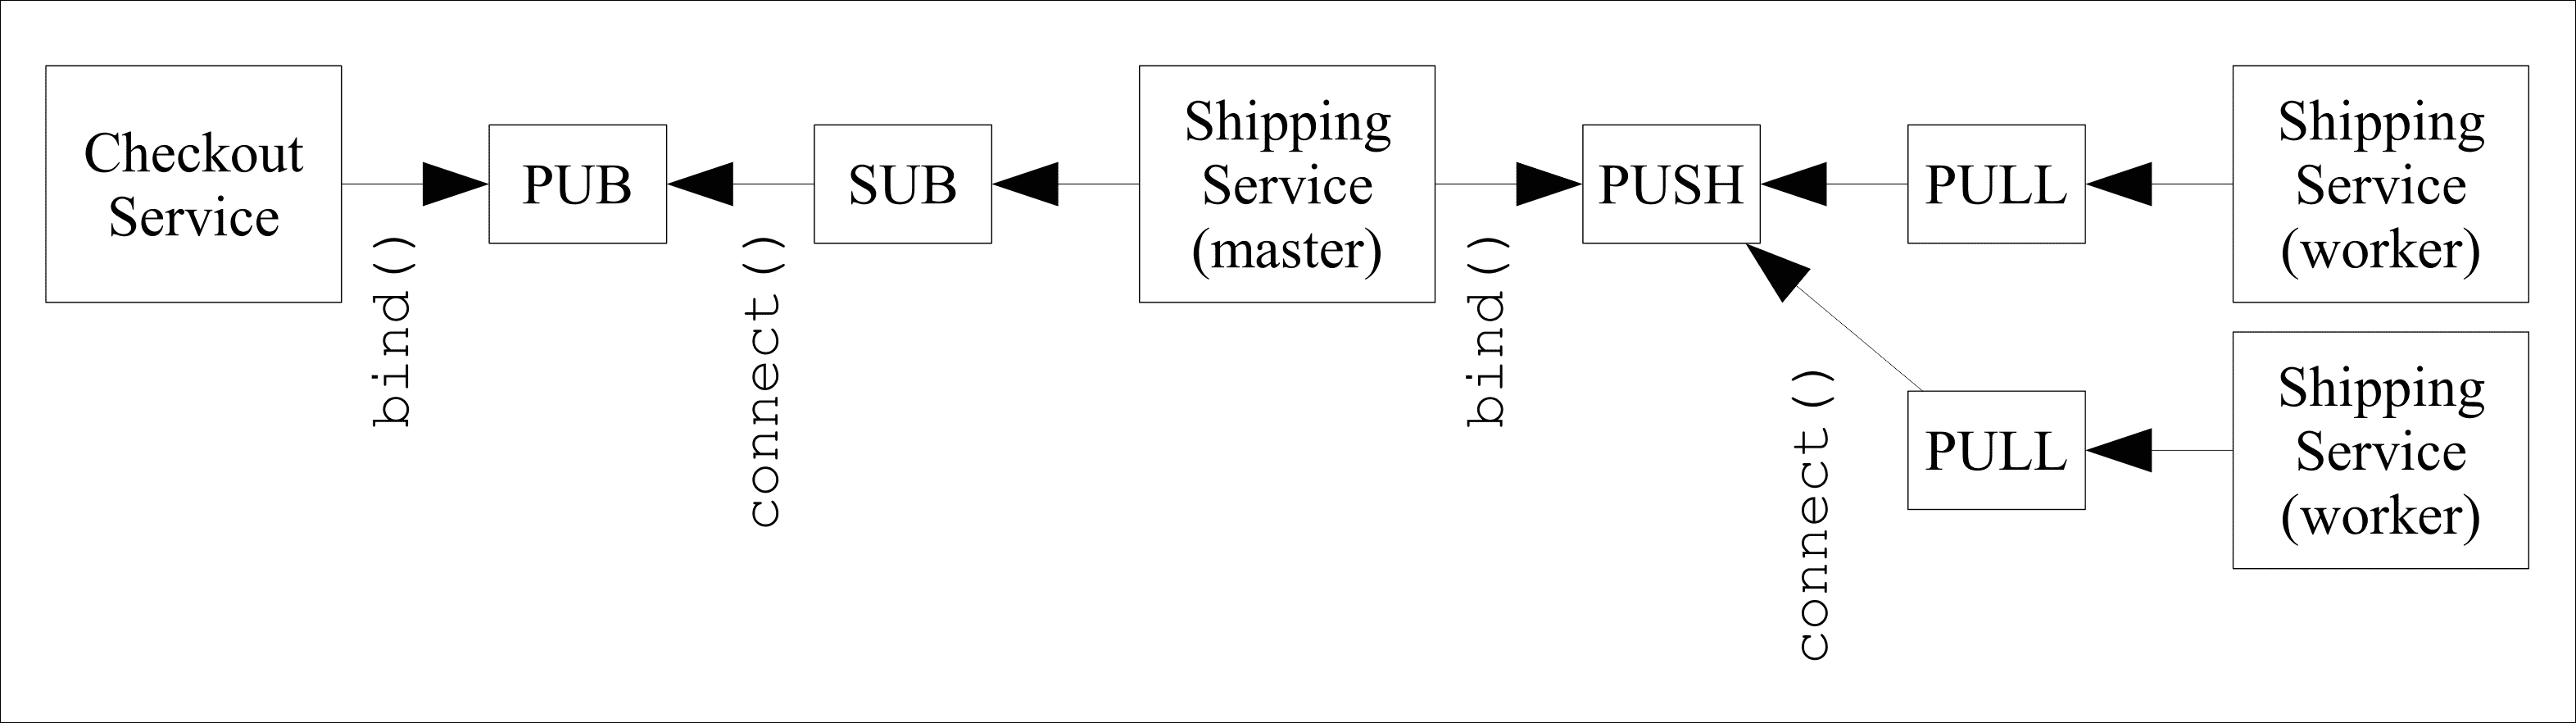 Checkout
Service
bind()
PUB
connect()
SUB
Shipping
Service
(master)
bind()
PUSH
connect()
PULL
Shipping
Service
(worker)
PULL
Shipping
Service
(worker)